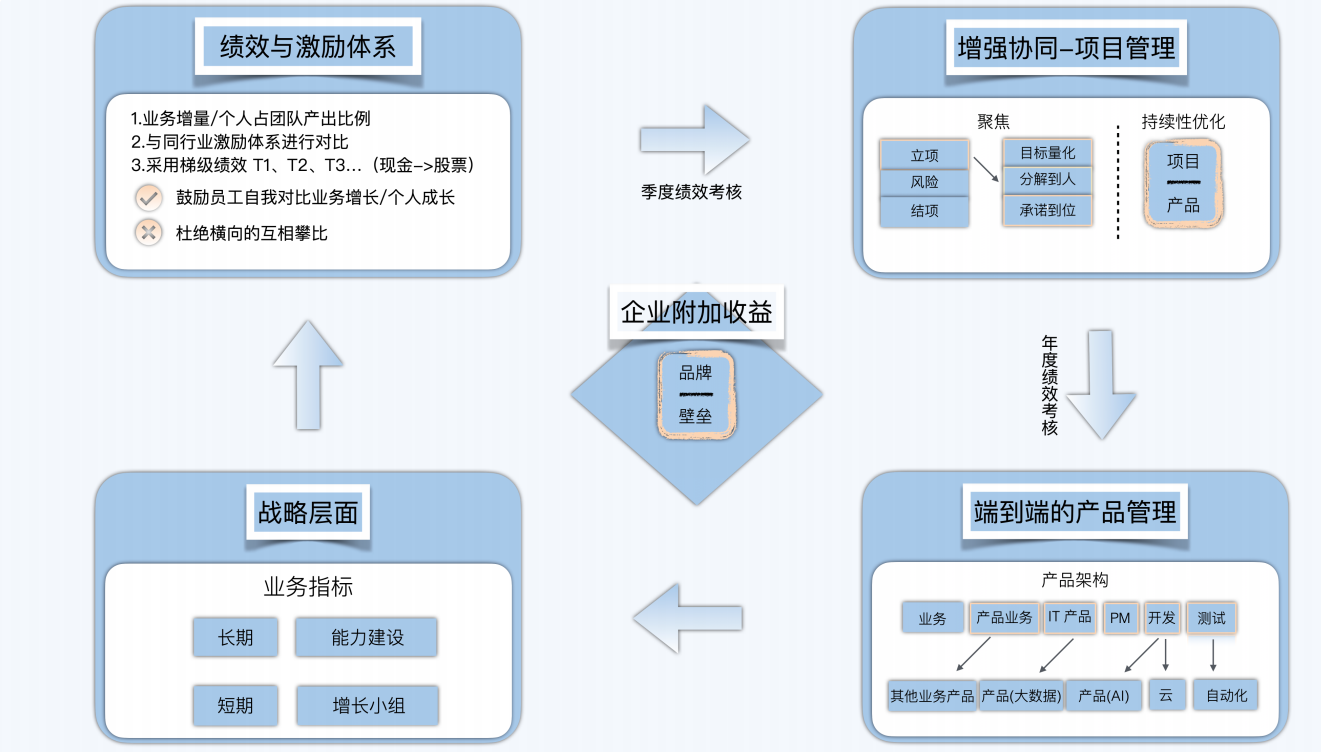 绩效与激励体系
1.业务增量/个人占团队产出比例
2.与同行业激励体系进行对比
3.采用梯级绩效 T1、T2、T3...（现金->股票）
鼓励员工自我对比业务增长/个人成长
杜绝横向的互相攀比
季度绩效考核
增强协同-项目管理
聚焦
持续性优化
立项
风险
结项
目标量化
分解到人
承诺到位
项目
产品
企业附加收益
品牌
壁垒
年度绩效考核
战略层面
业务指标
长期
能力建设
短期
增长小组
端到端的产品管理
产品架构
业务
产品业务
IT 产品
PM
开发
测试
其他业务产品
产品(大数据)
产品(AI)
云
自动化